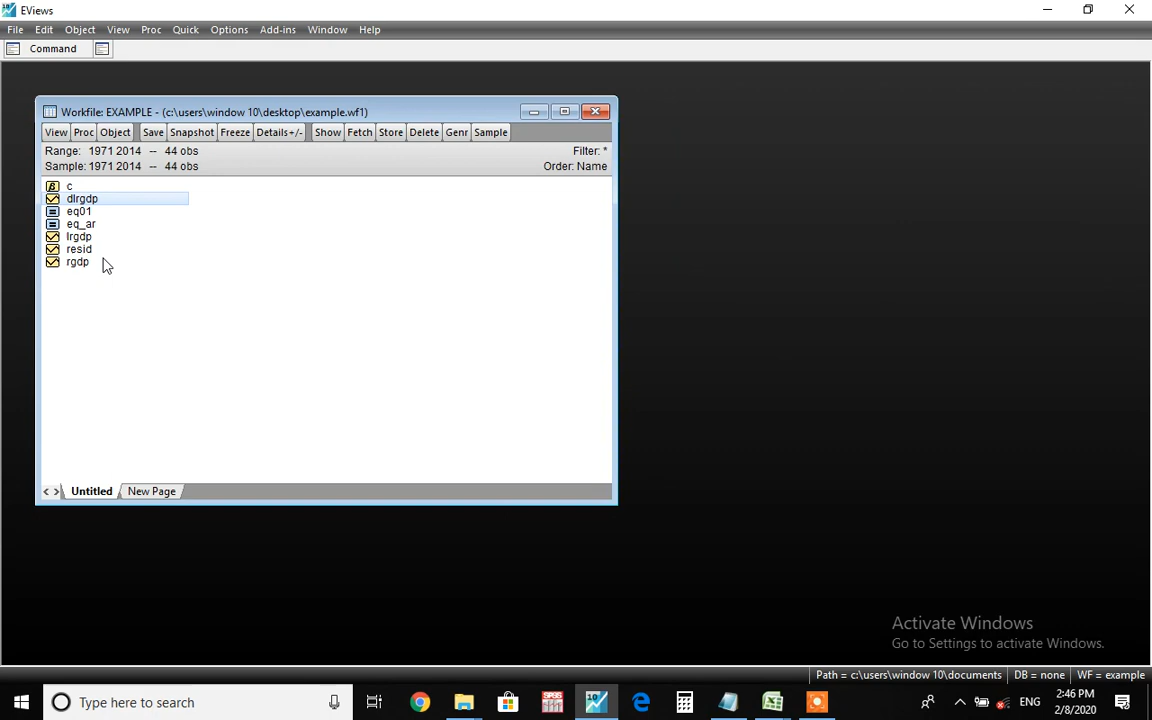 EViews
File Edit Object View Proc Quick Options Add-ins Window Help
Command
Workfile: EXAMPLE - (c:\users\window 10\desktop\example.wf1)
View Proc Object Save Snapshot Freeze Details+/- Show Fetch Store Delete Genr Sample
Range: 1971 2014 -- 44 obs Filter: *
Sample: 1971 2014 -- 44 obs Order: Name
β c
dlrgdp
eq01
eq_ar
lrgdp
resid
rgdp
< > Untitled New Page
Activate Windows
Go to Settings to activate Windows.
Path = c:\users\window 10\documents DB = none WF = example
Type here to search
SPSS
10
ENG
2:46 PM
2/8/2020